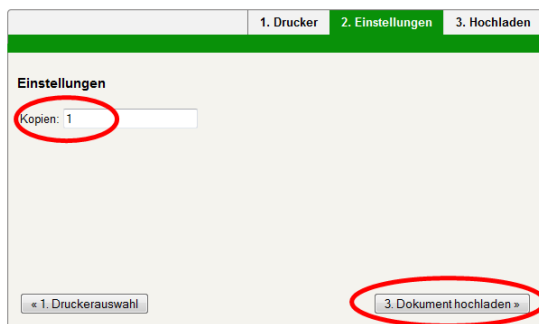 1. Drucker 2. Einstellungen 3. Hochladen
Einstellungen
Kopien: 1
« 1. Druckerauswahl 3. Dokument hochladen »